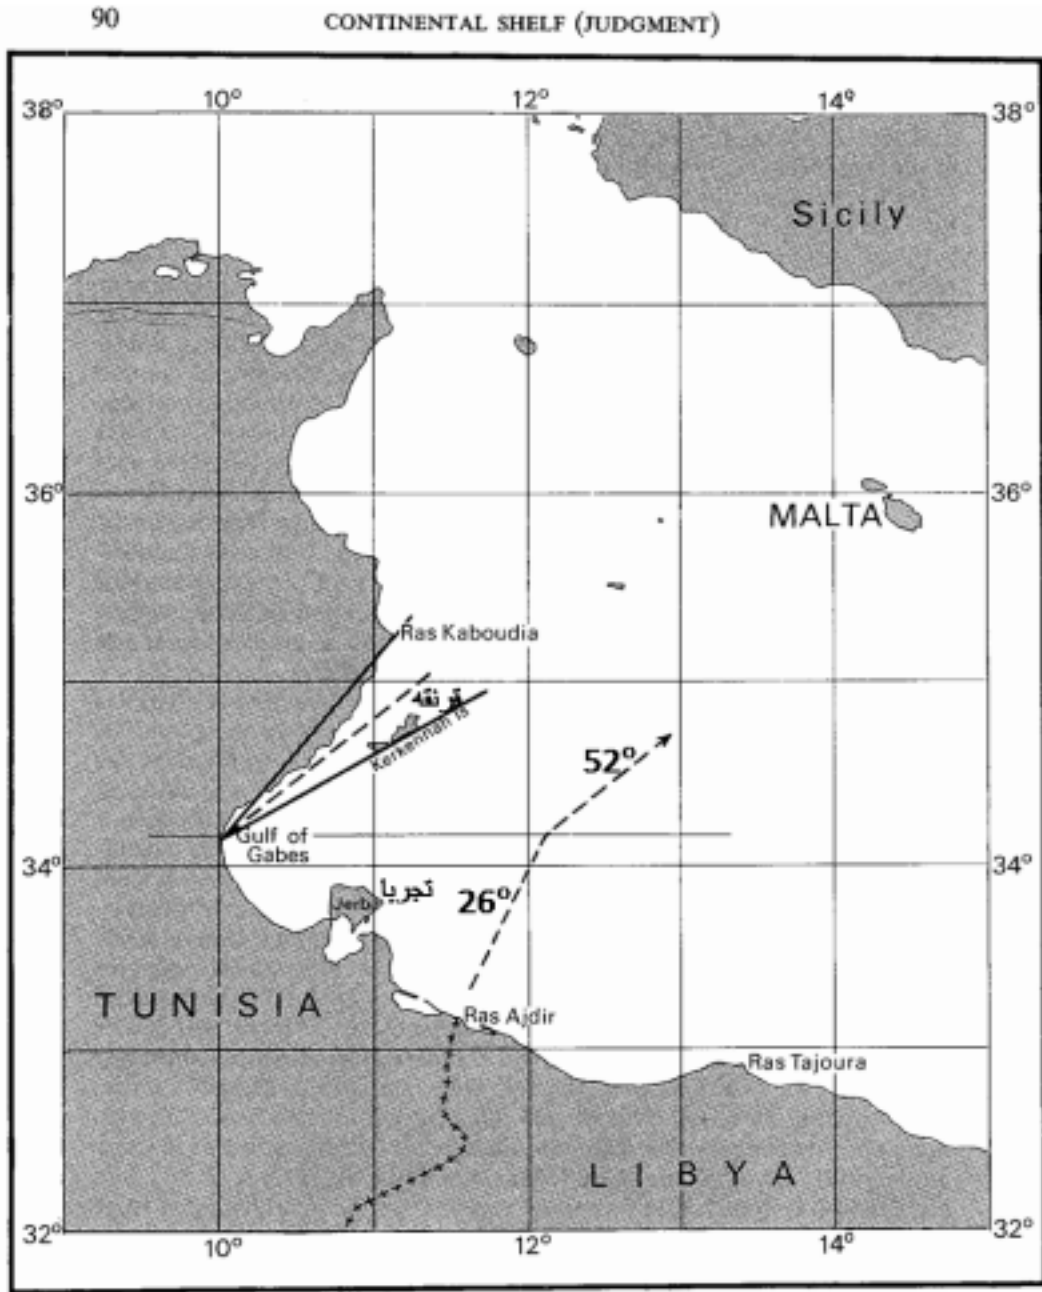 90 CONTINENTAL SHELF (JUDGMENT)
10° 12° 14°
38° 38°
Sicily
36° 36°
MALTA
Ras Kaboudia
قرنقه
Kerkennah Is
52°
Gulf of
Gabes
34° 34°
تجربا
Jerba
26°
TUNISIA
Ras Ajdir
Ras Tajoura
LIBYA
32° 32°
10° 12° 14°